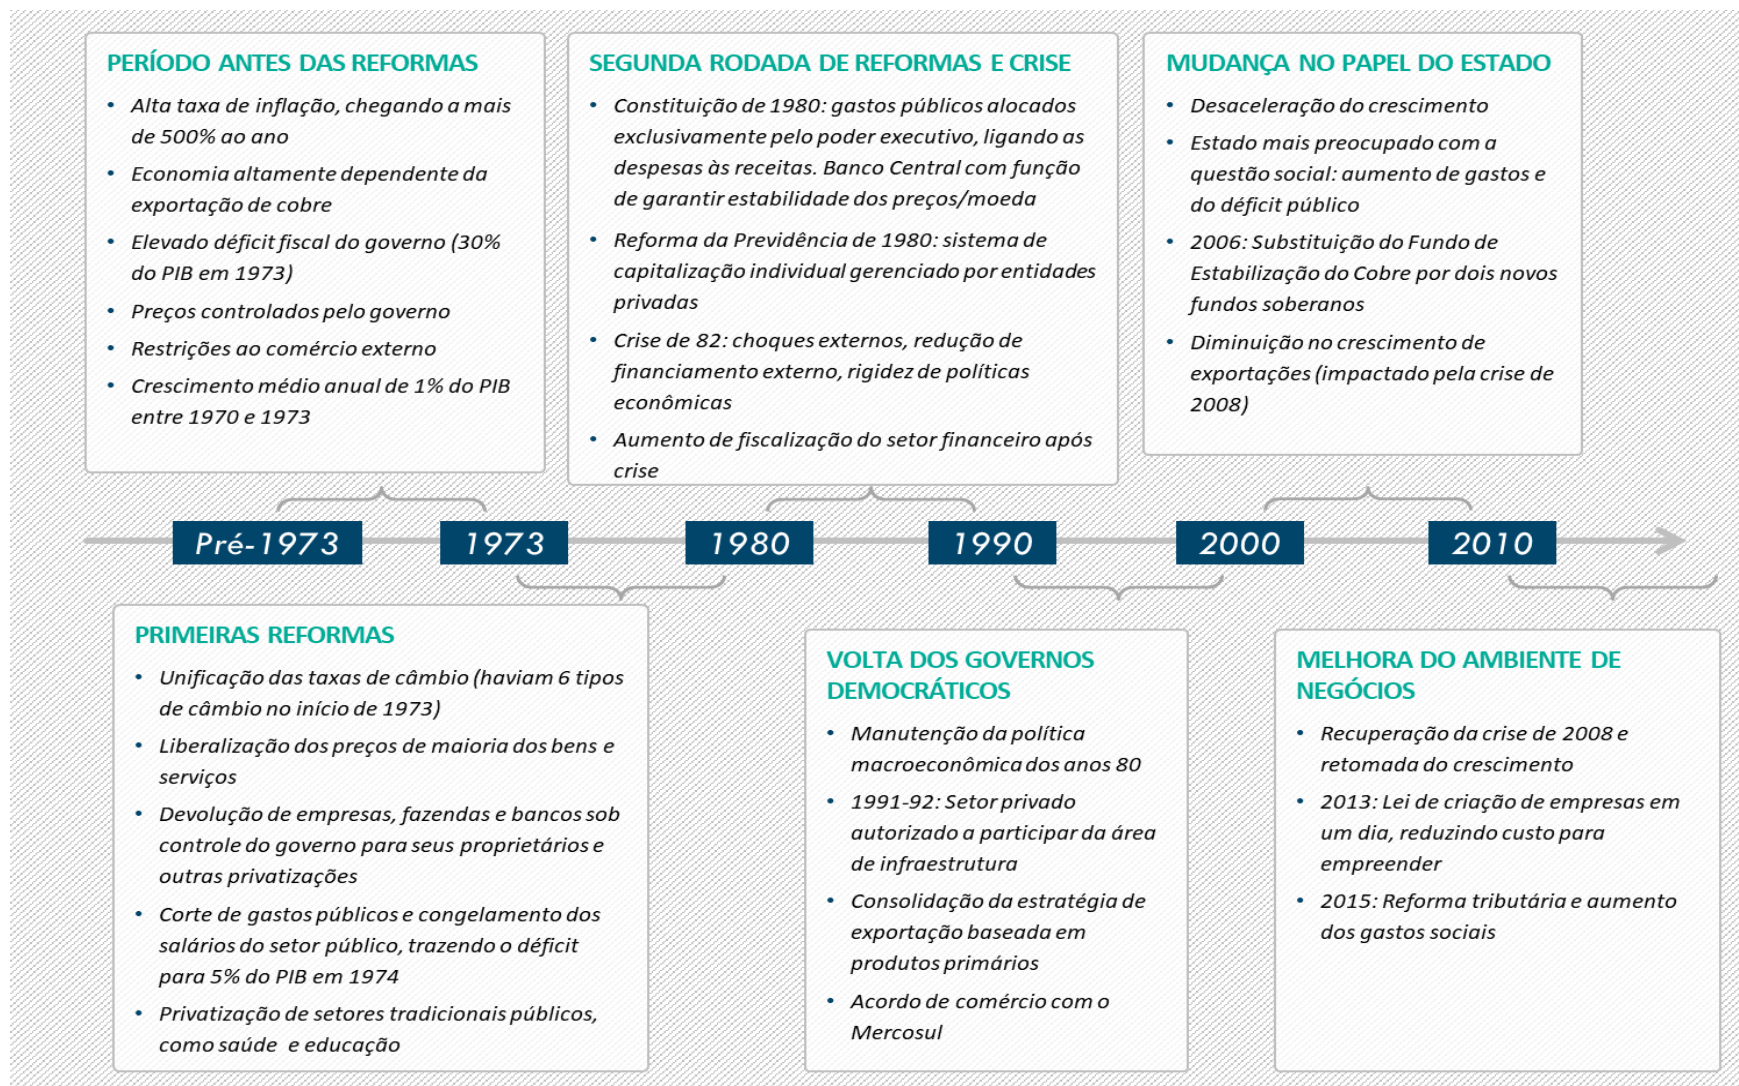 PERÍODO ANTES DAS REFORMAS
• Alta taxa de inflação, chegando a mais
de 500% ao ano
• Economia altamente dependente da
exportação de cobre
• Elevado déficit fiscal do governo (30%
do PIB em 1973)
• Preços controlados pelo governo
• Restrições ao comércio externo
• Crescimento médio anual de 1% do PIB
entre 1970 e 1973
SEGUNDA RODADA DE REFORMAS E CRISE
• Constituição de 1980: gastos públicos alocados
exclusivamente pelo poder executivo, ligando as
despesas às receitas. Banco Central com função
de garantir estabilidade dos preços/moeda
• Reforma da Previdência de 1980: sistema de
capitalização individual gerenciado por entidades
privadas
• Crise de 82: choques externos, redução de
financiamento externo, rigidez de políticas
econômicas
• Aumento de fiscalização do setor financeiro após
crise
MUDANÇA NO PAPEL DO ESTADO
• Desaceleração do crescimento
• Estado mais preocupado com a
questão social: aumento de gastos e
do déficit público
• 2006: Substituição do Fundo de
Estabilização do Cobre por dois novos
fundos soberanos
• Diminuição no crescimento de
exportações (impactado pela crise de
2008)
Pré-1973
1973
1980
1990
2000
2010
PRIMEIRAS REFORMAS
• Unificação das taxas de câmbio (haviam 6 tipos
de câmbio no início de 1973)
• Liberalização dos preços de maioria dos bens e
serviços
• Devolução de empresas, fazendas e bancos sob
controle do governo para seus proprietários e
outras privatizações
• Corte de gastos públicos e congelamento dos
salários do setor público, trazendo o déficit
para 5% do PIB em 1974
• Privatização de setores tradicionais públicos,
como saúde e educação
VOLTA DOS GOVERNOS
DEMOCRÁTICOS
• Manutenção da política
macroeconômica dos anos 80
• 1991-92: Setor privado
autorizado a participar da área
de infraestrutura
• Consolidação da estratégia de
exportação baseada em
produtos primários
• Acordo de comércio com o
Mercosul
MELHORA DO AMBIENTE DE
NEGÓCIOS
• Recuperação da crise de 2008 e
retomada do crescimento
• 2013: Lei de criação de empresas em
um dia, reduzindo custo para
empreender
• 2015: Reforma tributária e aumento
dos gastos sociais